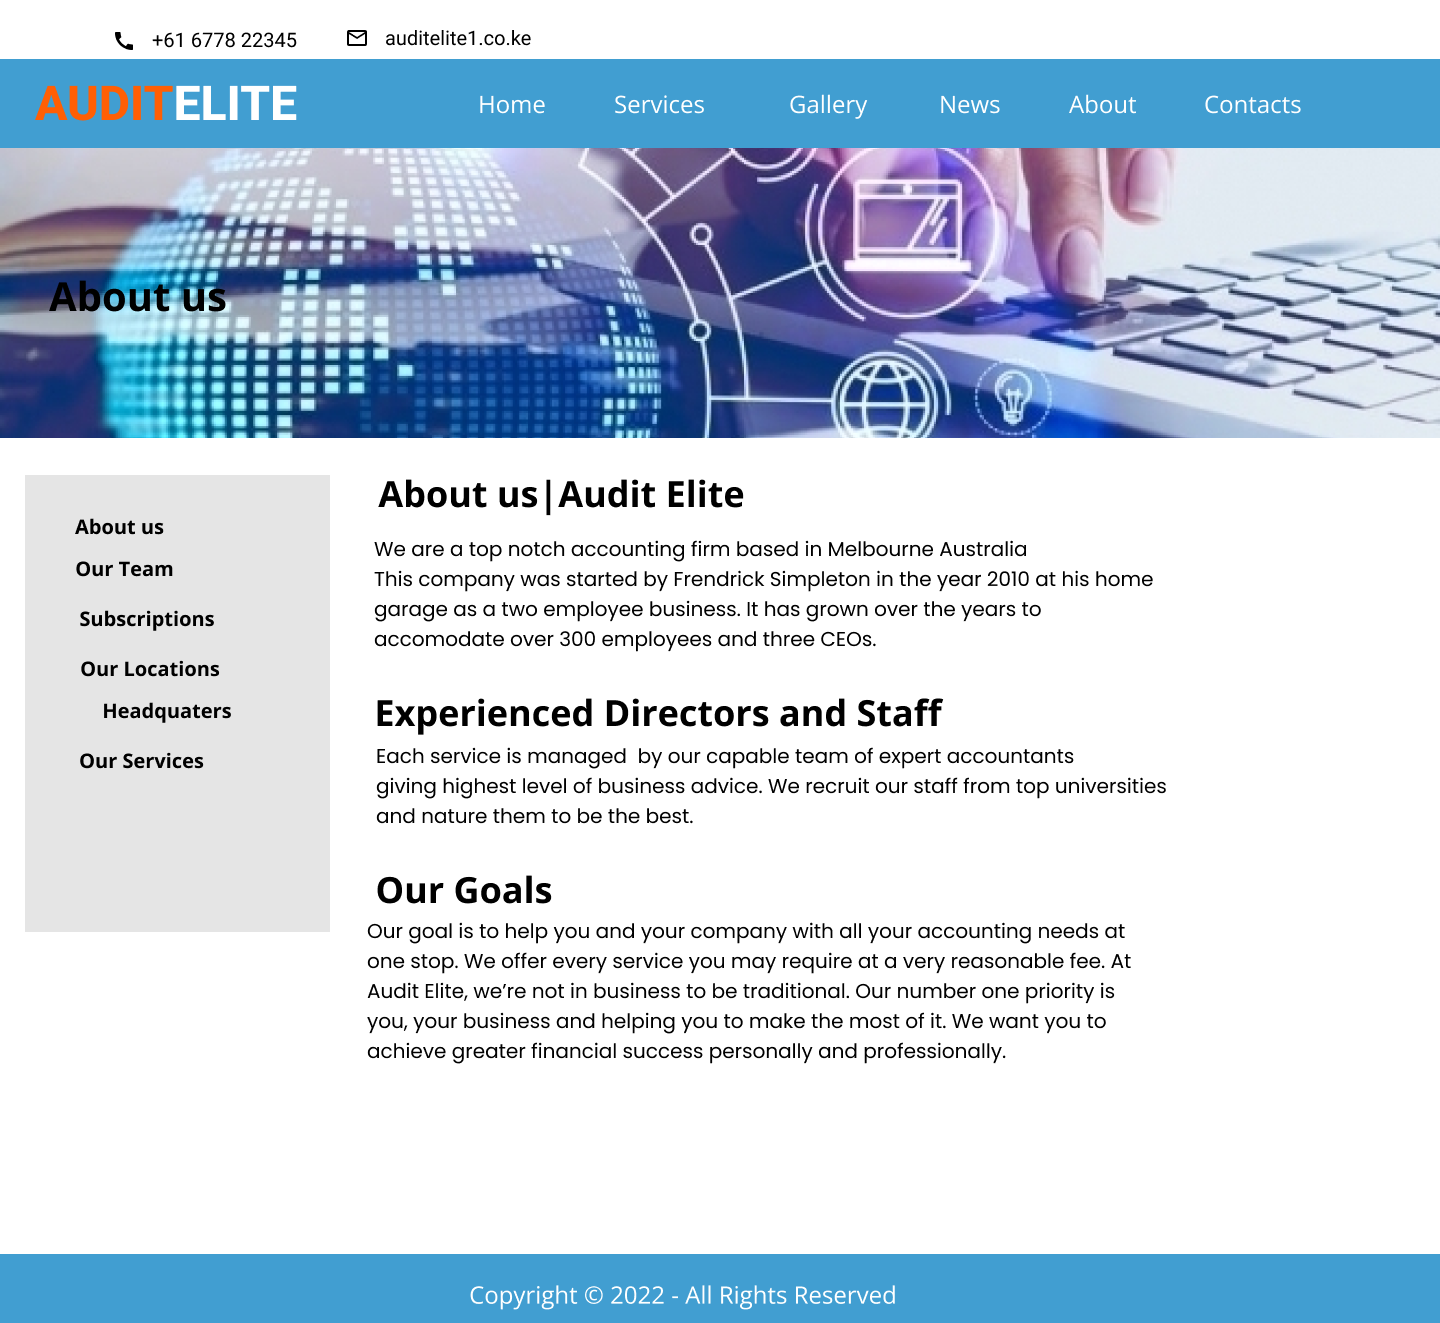 +61 6778 22345
auditelite1.co.ke
AUDITELITE
Home Services Gallery News About Contacts
About us
About us
Our Team
Subscriptions
Our Locations
Headquaters
Our Services
About us|Audit Elite
We are a top notch accounting firm based in Melbourne Australia
This company was started by Frendrick Simpleton in the year 2010 at his home
garage as a two employee business. It has grown over the years to
accomodate over 300 employees and three CEOs.
Experienced Directors and Staff
Each service is managed  by our capable team of expert accountants
giving highest level of business advice. We recruit our staff from top universities
and nature them to be the best.
Our Goals
Our goal is to help you and your company with all your accounting needs at
one stop. We offer every service you may require at a very reasonable fee. At
Audit Elite, we’re not in business to be traditional. Our number one priority is
you, your business and helping you to make the most of it. We want you to
achieve greater financial success personally and professionally.
Copyright © 2022 - All Rights Reserved